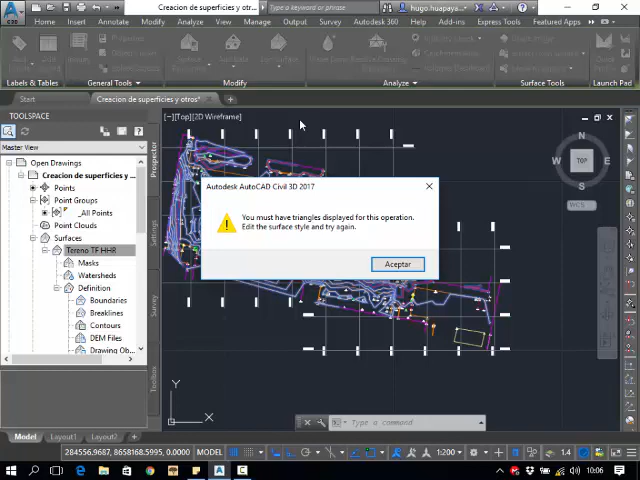 Creacion de superficies y otr...
Type a keyword or phrase
hugo.huapaya...
Home
Insert
Annotate
Modify
Analyze
View
Manage
Output
Survey
Autodesk 360
Help
Add-ins
Express Tools
Featured Apps
Labels & Tables
General Tools
Modify
Analyze
Surface Tools
Launch Pad
Start
Creacion de superficies y otros*
TOOLSPACE
[−][Top][2D Wireframe]
Master View
Open Drawings
Creacion de superficies y
Points
Point Groups
_All Points
Point Clouds
Surfaces
Tereno TF HHR
Masks
Watersheds
Definition
Boundaries
Breaklines
Contours
DEM Files
Drawing Ob
Prospector
Settings
Survey
Toolbox
Autodesk AutoCAD Civil 3D 2017
You must have triangles displayed for this operation.
Edit the surface style and try again.
Aceptar
N
W
TOP
E
S
WCS
Y
X
Type a command
Model
Layout1
Layout2
284556.9687, 8658168.5995, 0.0000
MODEL
1:200
1.4
10:06